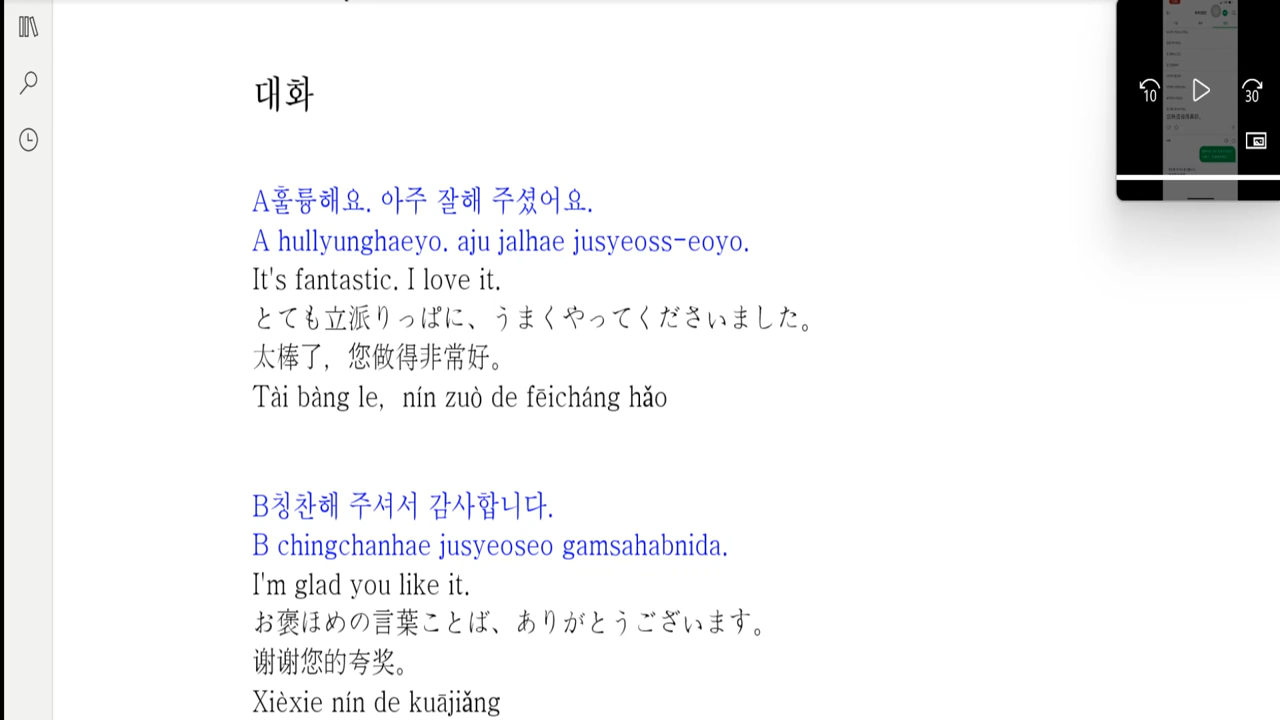 대화
A훌륭해요. 아주 잘해 주셨어요.
A hullyunghaeyo. aju jalhae jusyeoss-eoyo.
It's fantastic. I love it.
とても立派りっぱに、うまくやってくださいました。
太棒了，您做得非常好。
Tài bàng le, nín zuò de fēicháng hǎo
B칭찬해 주셔서 감사합니다.
B chingchanhae jusyeoseo gamsahabnida.
I'm glad you like it.
お褒ほめの言葉ことば、ありがとうございます。
谢谢您的夸奖。
Xièxie nín de kuājiǎng
10
30